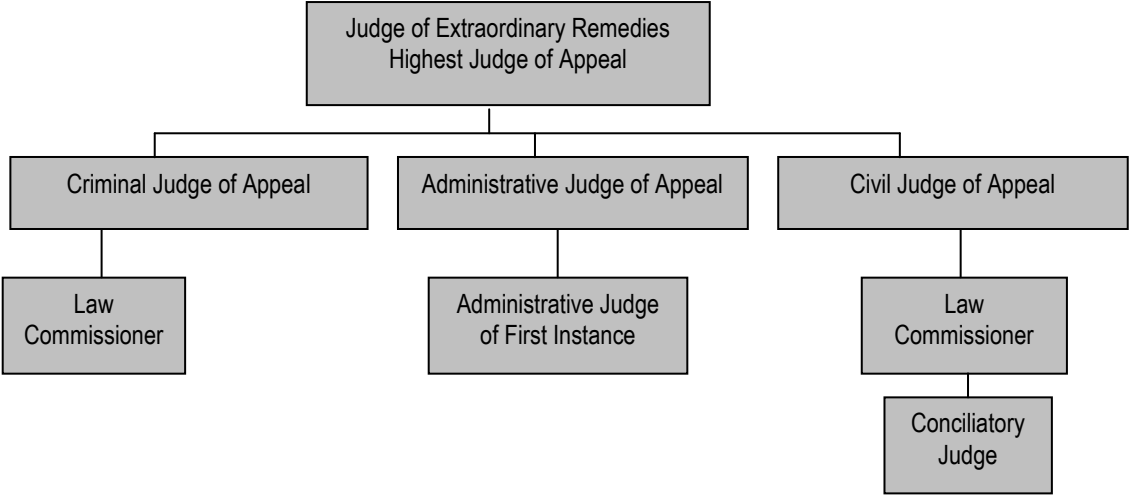 Judge of Extraordinary Remedies
Highest Judge of Appeal
Criminal Judge of Appeal
Administrative Judge of Appeal
Civil Judge of Appeal
Law
Commissioner
Administrative Judge
of First Instance
Law
Commissioner
Conciliatory
Judge